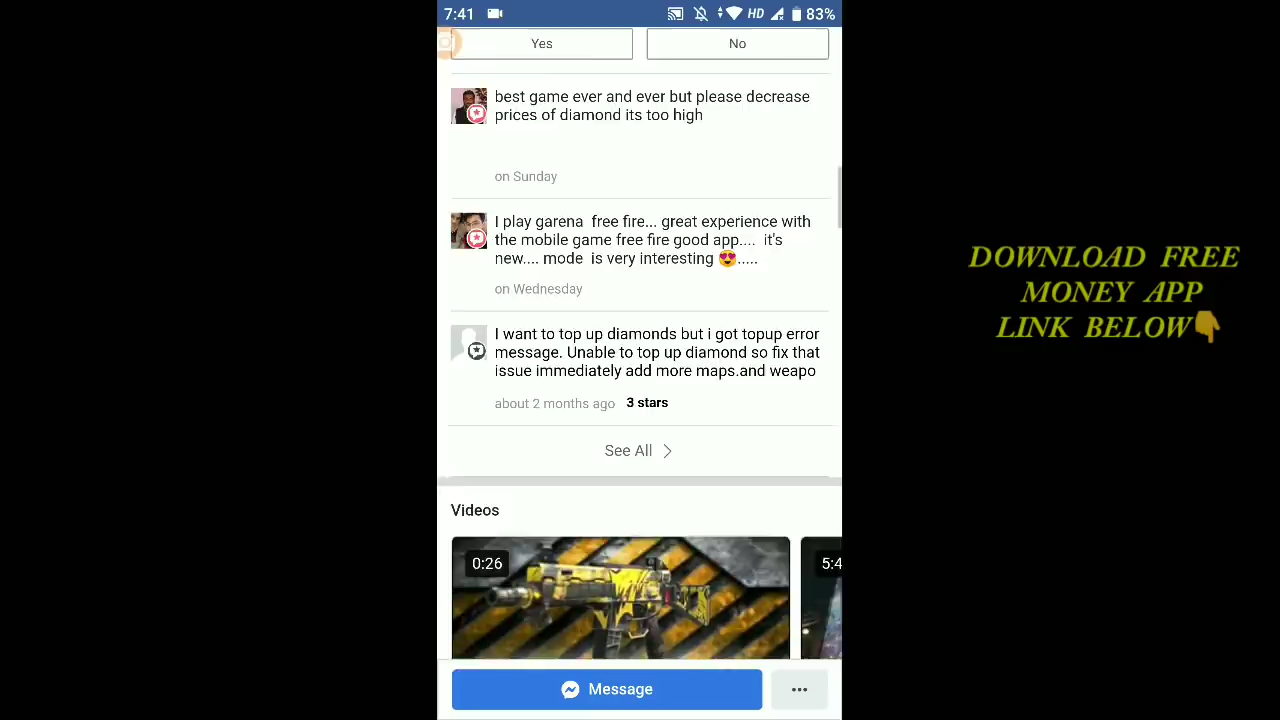 7:41
HD
83%
Yes
No
best game ever and ever but please decrease
prices of diamond its too high
on Sunday
I play garena free fire... great experience with
the mobile game free fire good app.... it's
new.... mode is very interesting 😍.....
on Wednesday
I want to top up diamonds but i got topup error
message. Unable to top up diamond so fix that
issue immediately add more maps.and weapo
about 2 months ago 3 stars
See All
Videos
0:26
5:4
Message
DOWNLOAD FREE
MONEY APP
LINK BELOW👇